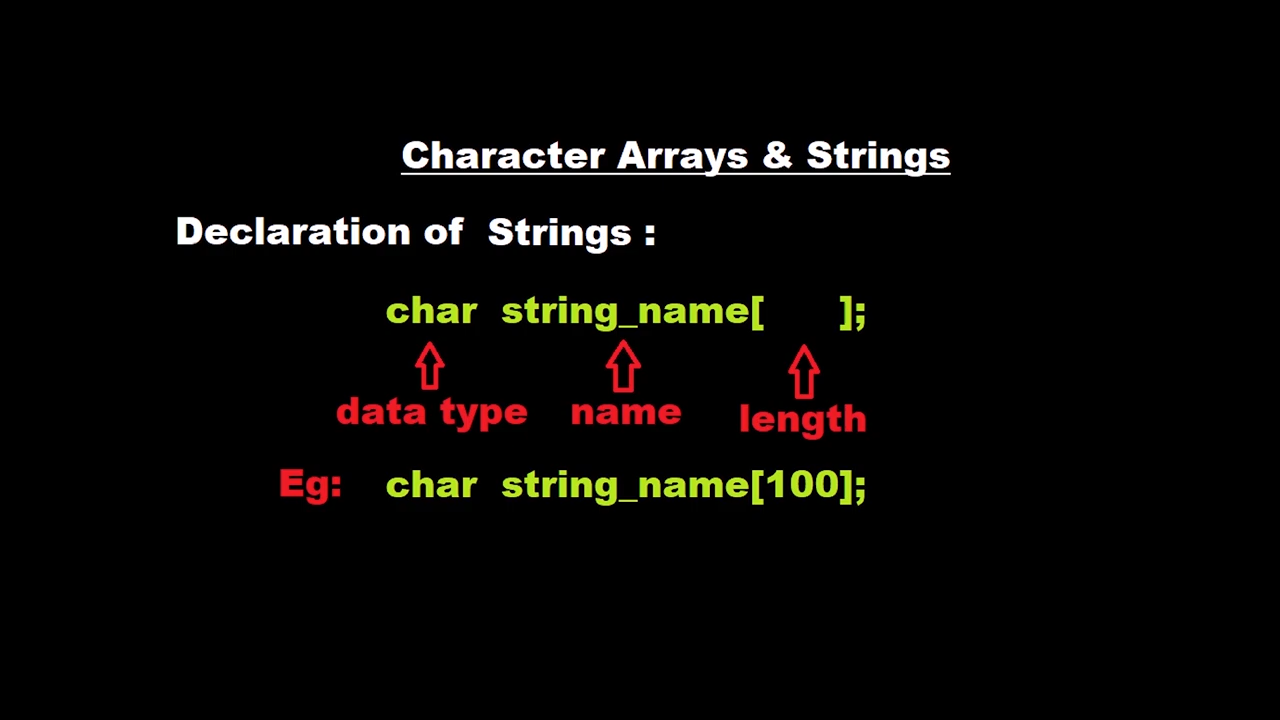 Character Arrays & Strings
Declaration of Strings :
char string_name[ ];
data type name length
Eg: char string_name[100];